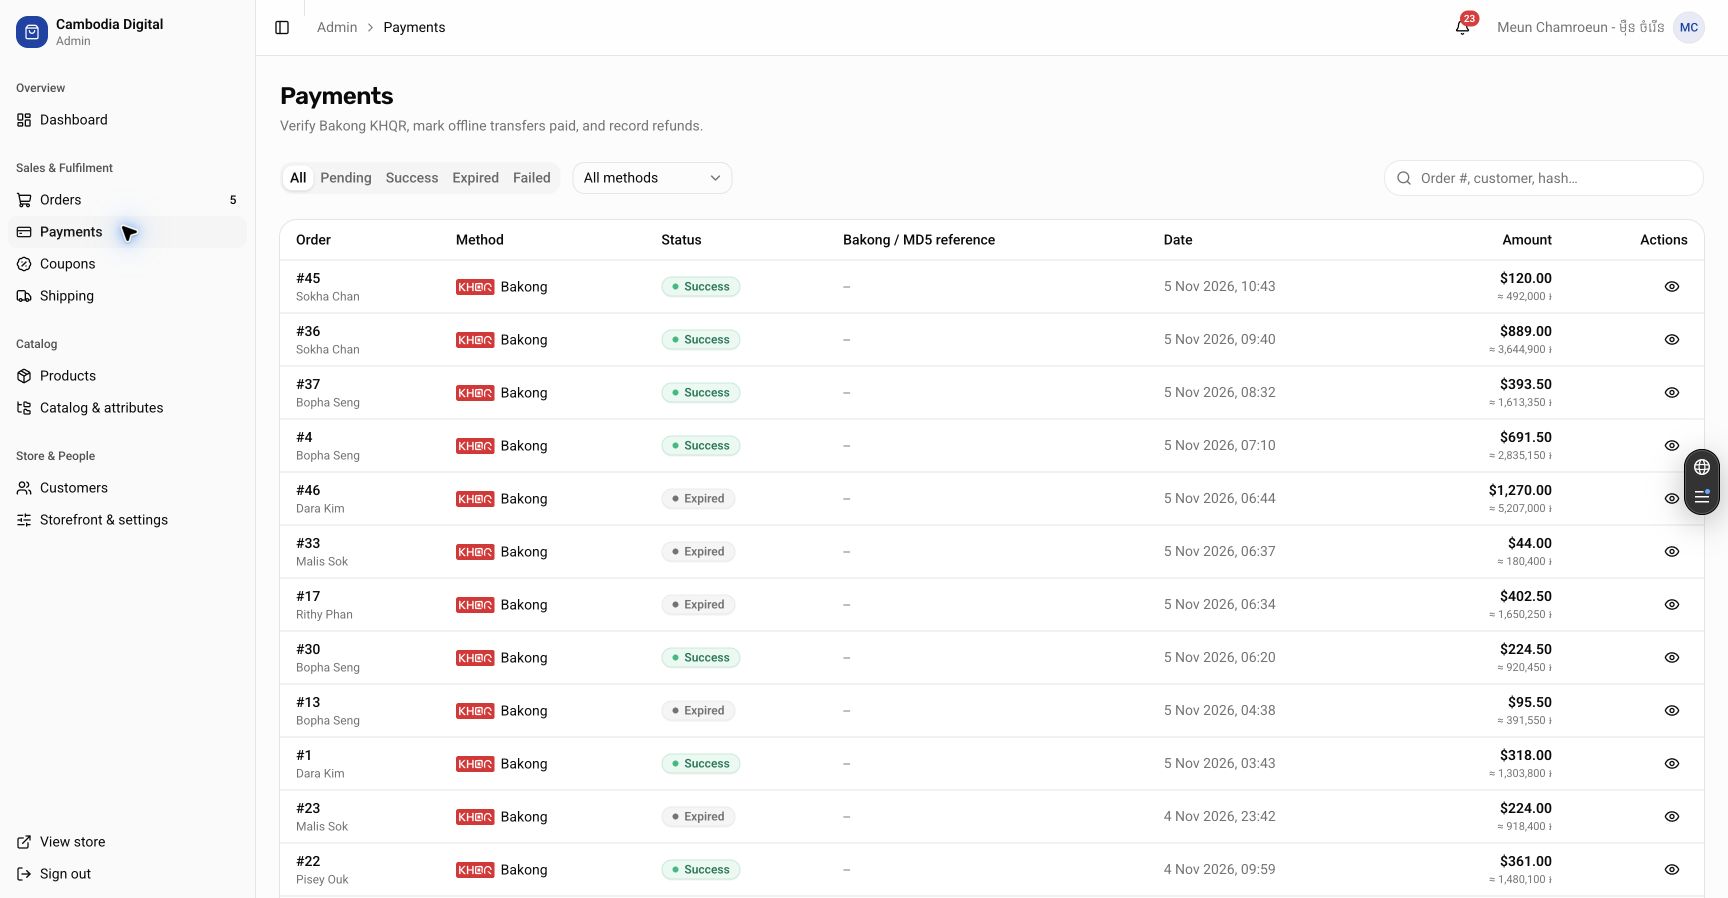 Cambodia Digital
Admin
Overview
Dashboard
Sales & Fulfilment
Orders 5
Payments
Coupons
Shipping
Catalog
Products
Catalog & attributes
Store & People
Customers
Storefront & settings
View store
Sign out
Admin > Payments
23
Meun Chamroeun - ម៉ឺន ចំរើន MC
Payments
Verify Bakong KHQR, mark offline transfers paid, and record refunds.
All Pending Success Expired Failed All methods
Order #, customer, hash...
Order Method Status Bakong / MD5 reference Date Amount Actions
#45 KHQR Bakong Success – 5 Nov 2026, 10:43 $120.00
Sokha Chan ≈ 492,000 ៛
#36 KHQR Bakong Success – 5 Nov 2026, 09:40 $889.00
Sokha Chan ≈ 3,644,900 ៛
#37 KHQR Bakong Success – 5 Nov 2026, 08:32 $393.50
Bopha Seng ≈ 1,613,350 ៛
#4 KHQR Bakong Success – 5 Nov 2026, 07:10 $691.50
Bopha Seng ≈ 2,835,150 ៛
#46 KHQR Bakong Expired – 5 Nov 2026, 06:44 $1,270.00
Dara Kim ≈ 5,207,000 ៛
#33 KHQR Bakong Expired – 5 Nov 2026, 06:37 $44.00
Malis Sok ≈ 180,400 ៛
#17 KHQR Bakong Expired – 5 Nov 2026, 06:34 $402.50
Rithy Phan ≈ 1,650,250 ៛
#30 KHQR Bakong Success – 5 Nov 2026, 06:20 $224.50
Bopha Seng ≈ 920,450 ៛
#13 KHQR Bakong Expired – 5 Nov 2026, 04:38 $95.50
Bopha Seng ≈ 391,550 ៛
#1 KHQR Bakong Success – 5 Nov 2026, 03:43 $318.00
Dara Kim ≈ 1,303,800 ៛
#23 KHQR Bakong Expired – 4 Nov 2026, 23:42 $224.00
Malis Sok ≈ 918,400 ៛
#22 KHQR Bakong Success – 4 Nov 2026, 09:59 $361.00
Pisey Ouk ≈ 1,480,100 ៛